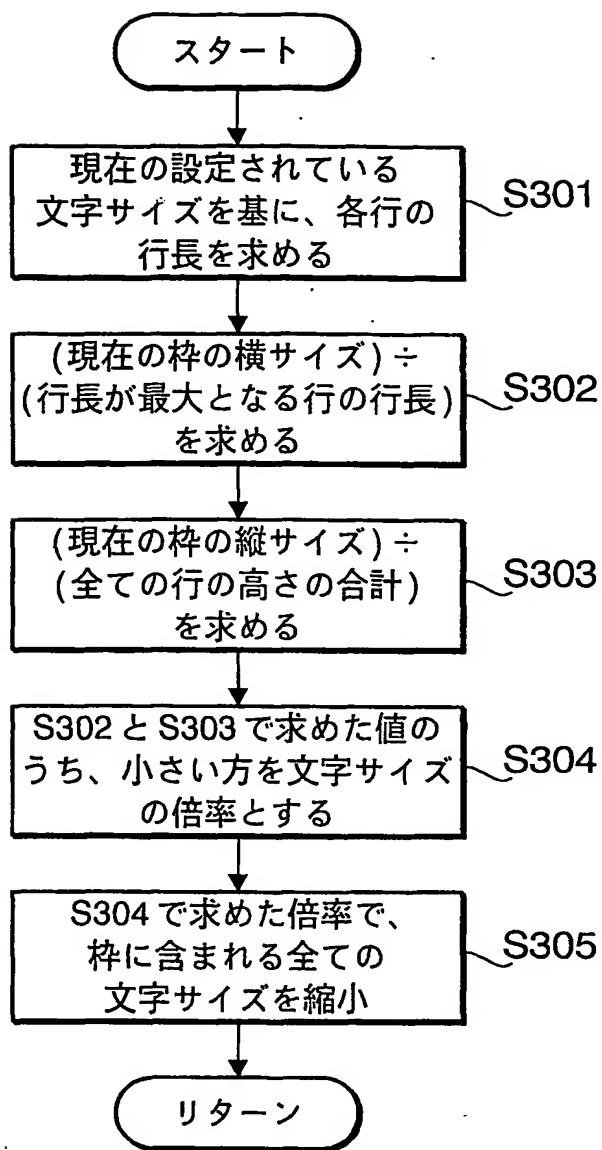 スタート
現在の設定されている
文字サイズを基に、各行の
行長を求める
S301
(現在の枠の横サイズ)÷
(行長が最大となる行の行長)
を求める
S302
(現在の枠の縦サイズ)÷
(全ての行の高さの合計)
を求める
S303
S302とS303で求めた値の
うち、小さい方を文字サイズ
の倍率とする
S304
S304で求めた倍率で、
枠に含まれる全ての
文字サイズを縮小
S305
リターン